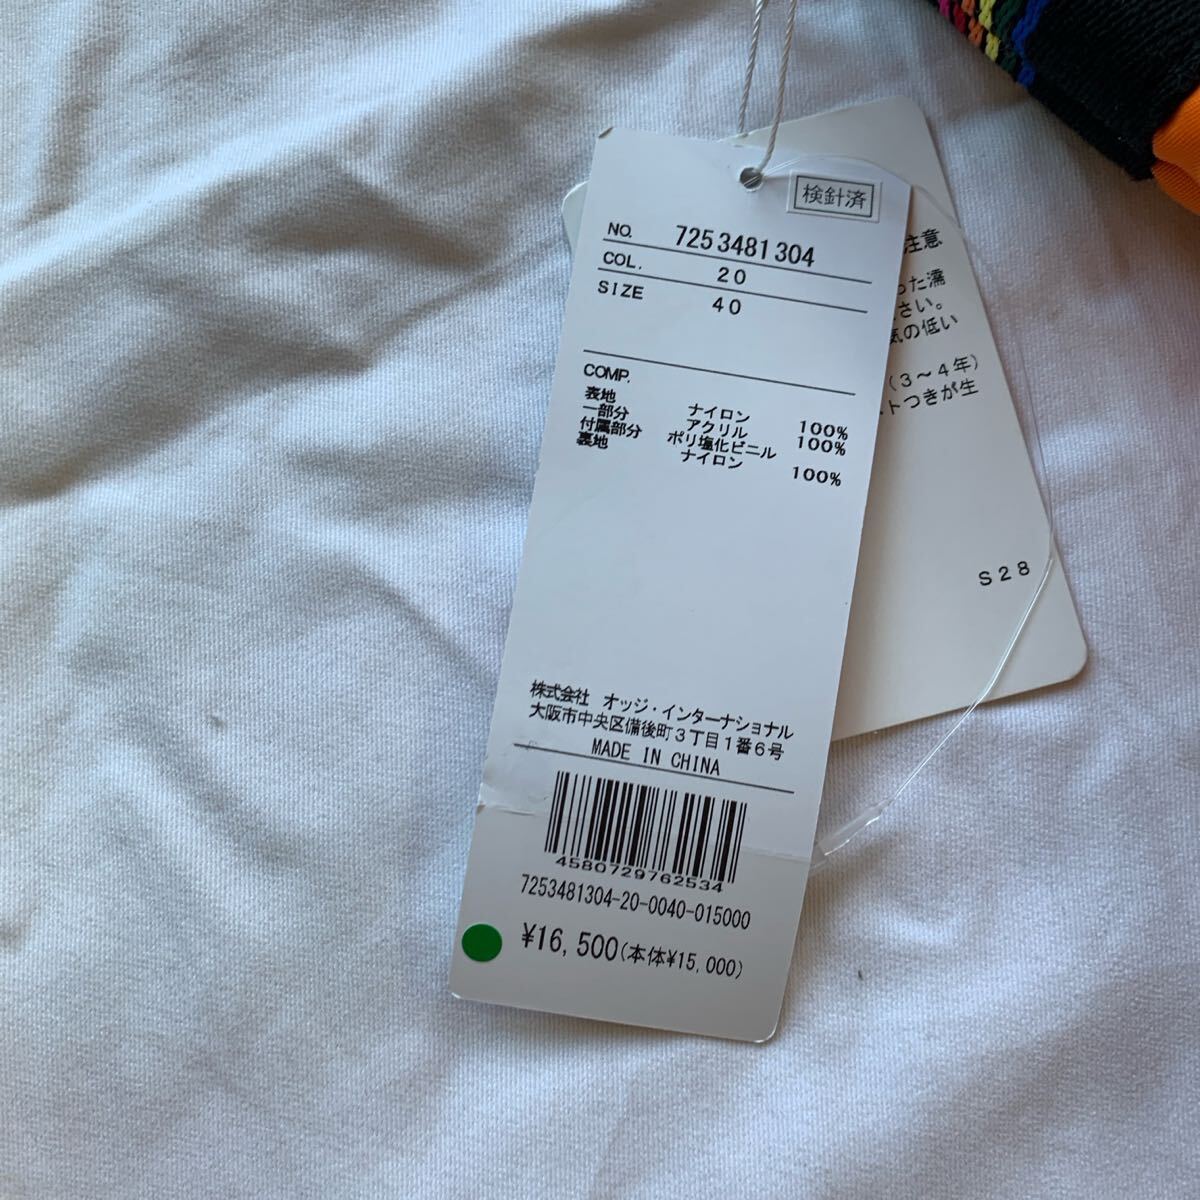 検針済
NO. 7253481304
COL. 20
SIZE 40
COMP.
表地 ナイロン 100%
一部分 アクリル 100%
付属部分 ポリ塩化ビニル
裏地 ナイロン 100%
株式会社 オッジ・インターナショナル
大阪市中央区備後町3丁目1番6号
MADE IN CHINA
4580729762534
7253481304-20-0040-015000
¥16,500(本体¥15,000)
注意
った濡
さい。
気の低い
(3~4年)
トつきが生
S28